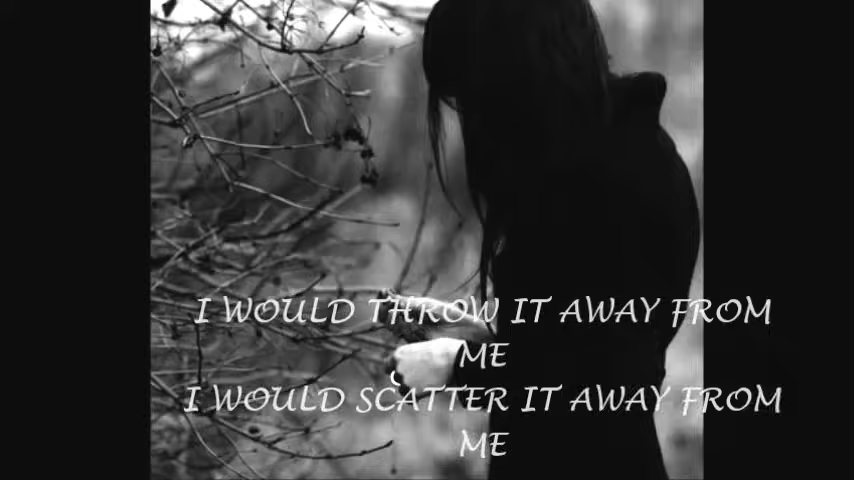 I WOULD THROW IT AWAY FROM
ME
I WOULD SCATTER IT AWAY FROM
ME